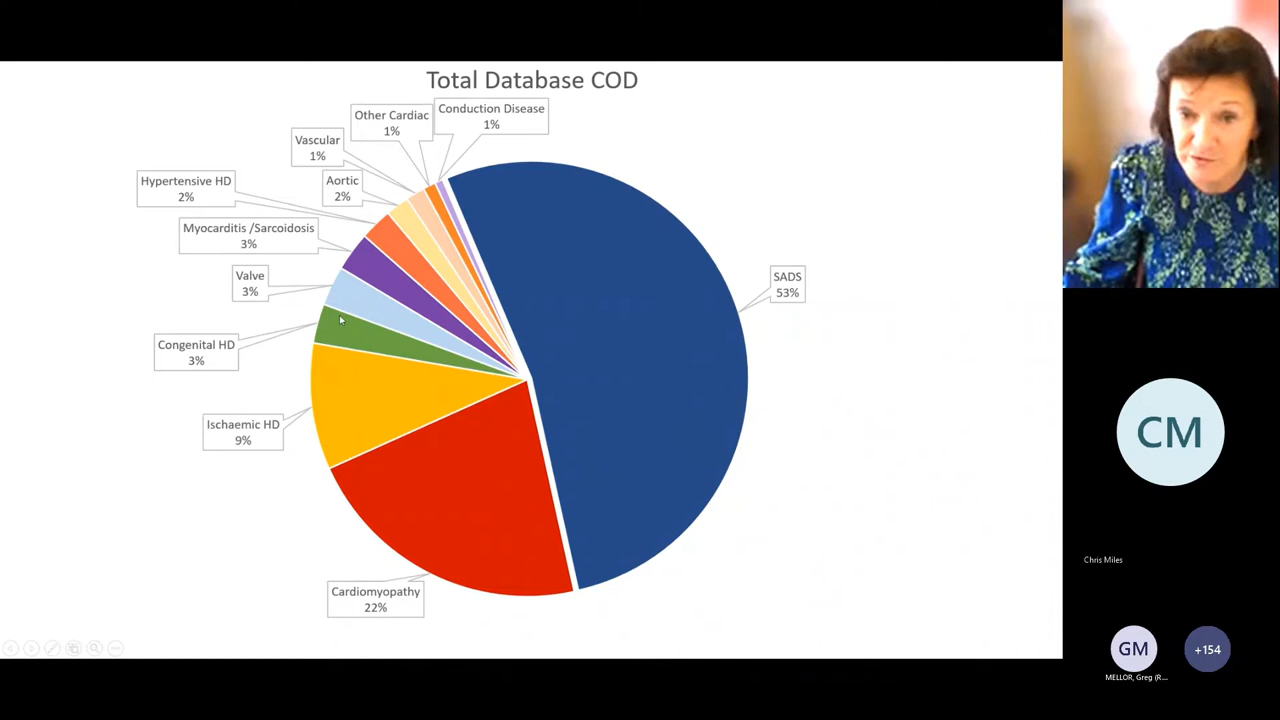 Total Database COD
Conduction Disease
1%
Other Cardiac
1%
Vascular
1%
Aortic
2%
Hypertensive HD
2%
Myocarditis /Sarcoidosis
3%
Valve
3%
Congenital HD
3%
Ischaemic HD
9%
Cardiomyopathy
22%
SADS
53%
CM
Chris Miles
GM
MELLOR, Greg (R...
+154